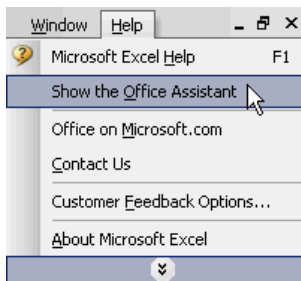 Window Help
Microsoft Excel Help F1
Show the Office Assistant
Office on Microsoft.com
Contact Us
Customer Feedback Options...
About Microsoft Excel